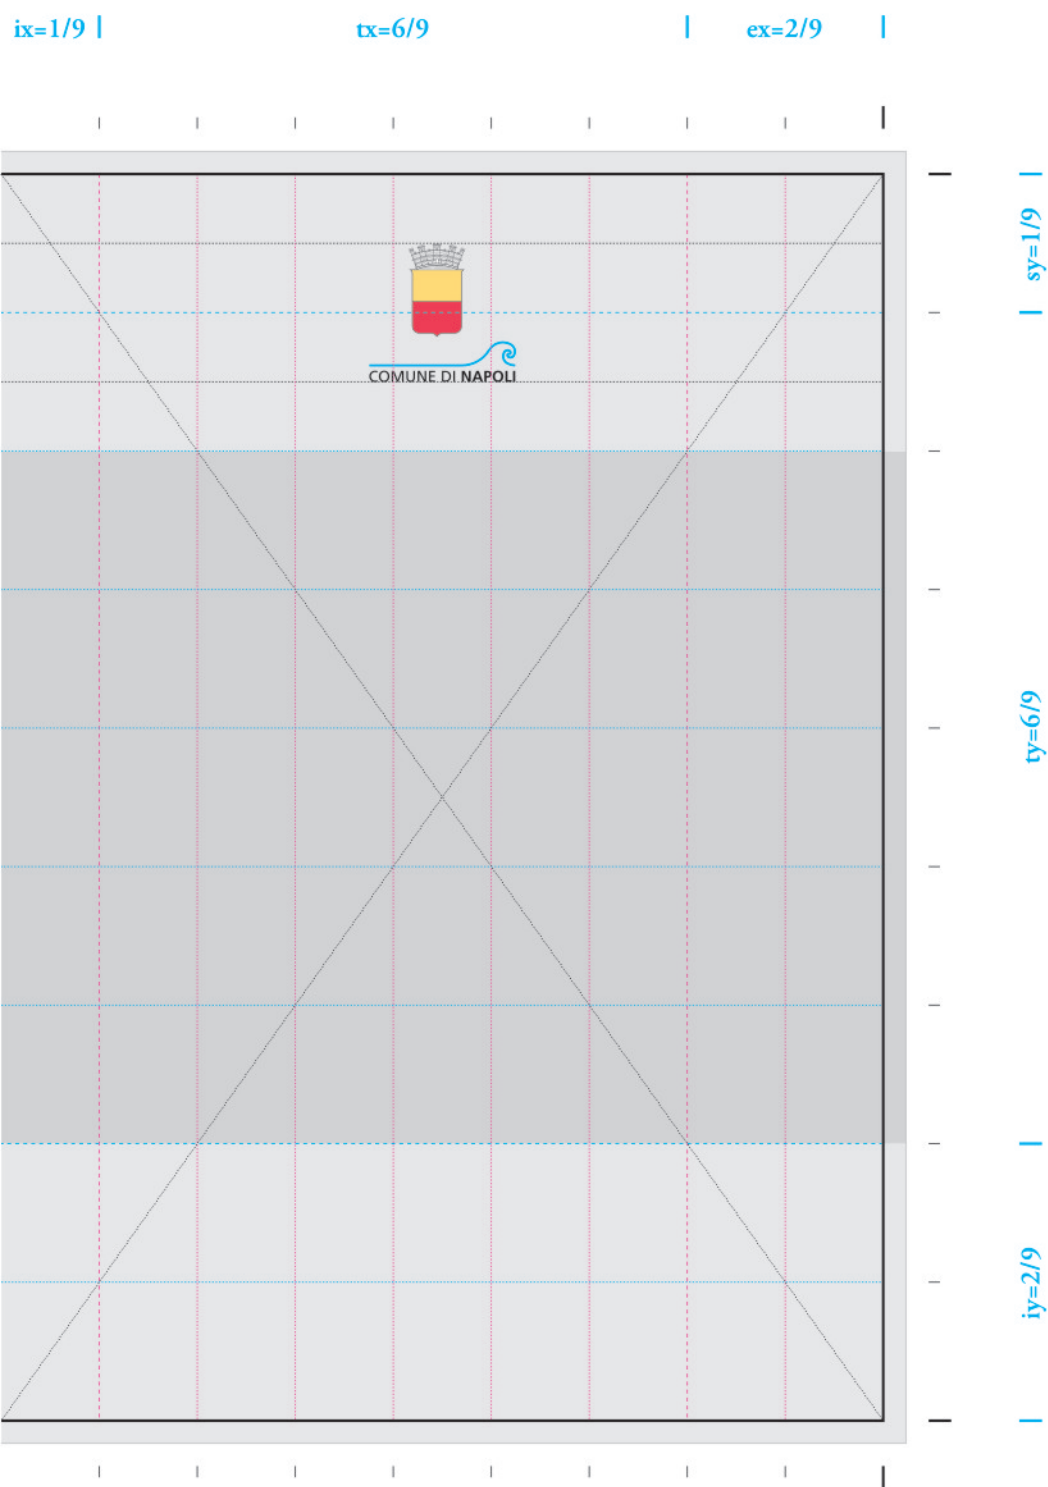 ix=1/9
tx=6/9
ex=2/9
sy=1/9
COMUNE DI NAPOLI
ty=6/9
iy=2/9